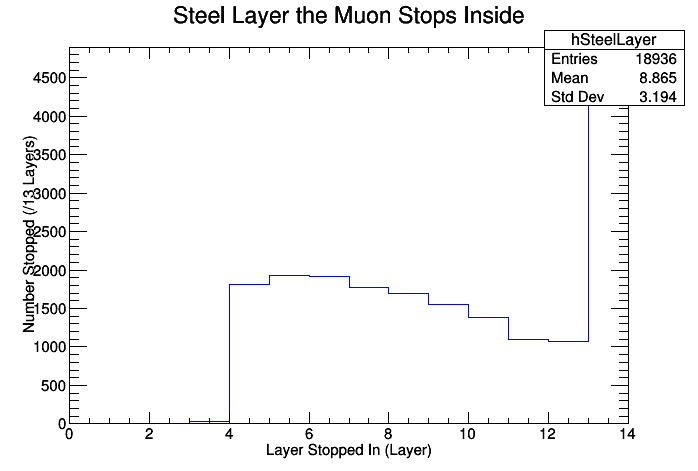 Steel Layer the Muon Stops Inside
hSteelLayer
Entries 18936
Mean 8.865
Std Dev 3.194
4500
4000
3500
3000
2500
2000
1500
1000
500
0
Number Stopped (/13 Layers)
0 2 4 6 8 10 12 14
Layer Stopped In (Layer)